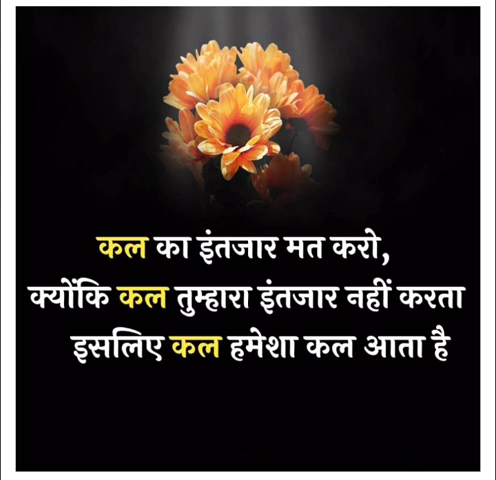 कल का इंतजार मत करो,
क्योंकि कल तुम्हारा इंतजार नहीं करता
इसलिए कल हमेशा कल आता है